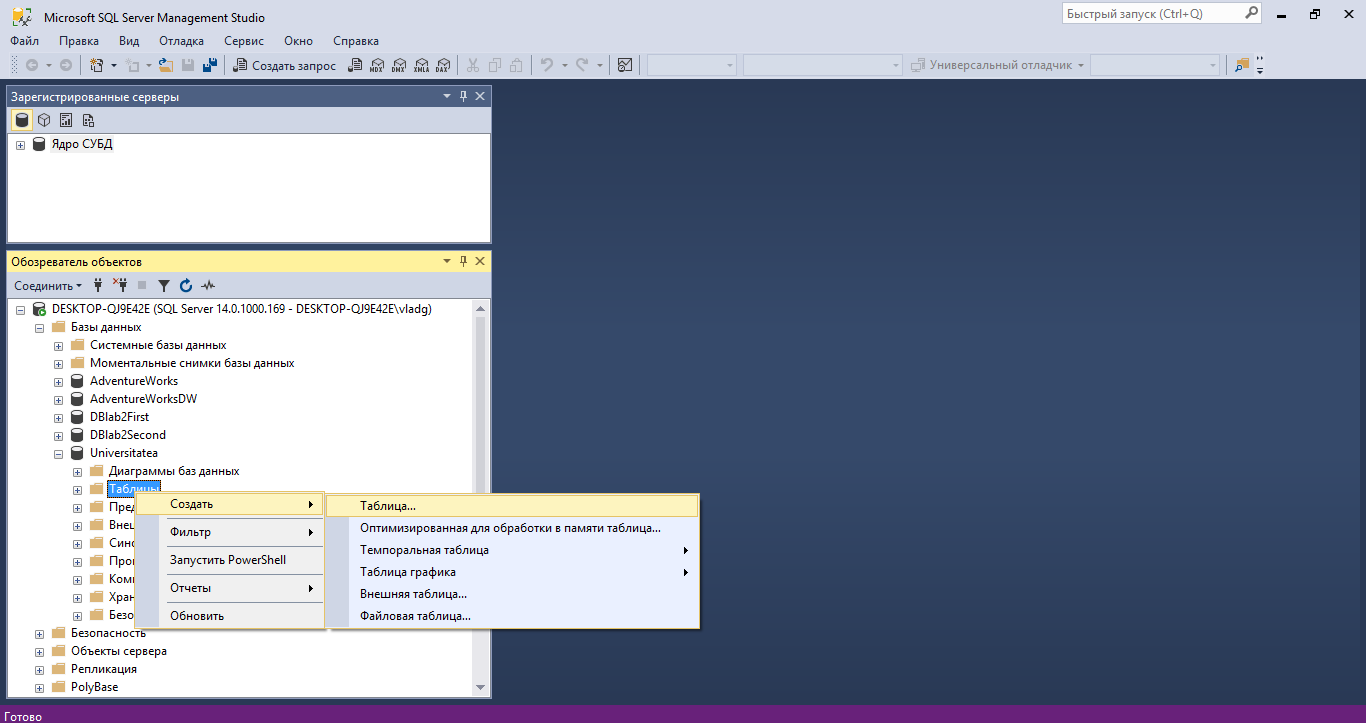 Microsoft SQL Server Management Studio
Быстрый запуск (Ctrl+Q)
Файл Правка Вид Отладка Сервис Окно Справка
Создать запрос MDX DMX XMLA DAX Универсальный отладчик
Зарегистрированные серверы
Ядро СУБД
Обозреватель объектов
Соединить
DESKTOP-QJ9E42E (SQL Server 14.0.1000.169 - DESKTOP-QJ9E42E\vladg)
Базы данных
Системные базы данных
Моментальные снимки базы данных
AdventureWorks
AdventureWorksDW
DBlab2First
DBlab2Second
Universitatea
Диаграммы баз данных
Таблицы
Пред
Внеш
Сино
Прог
Комп
Хран
Безо
Создать
Фильтр
Запустить PowerShell
Отчеты
Обновить
Таблица...
Оптимизированная для обработки в памяти таблица...
Темпоральная таблица
Таблица графика
Внешняя таблица...
Файловая таблица...
Безопасность
Объекты сервера
Репликация
PolyBase
Готово